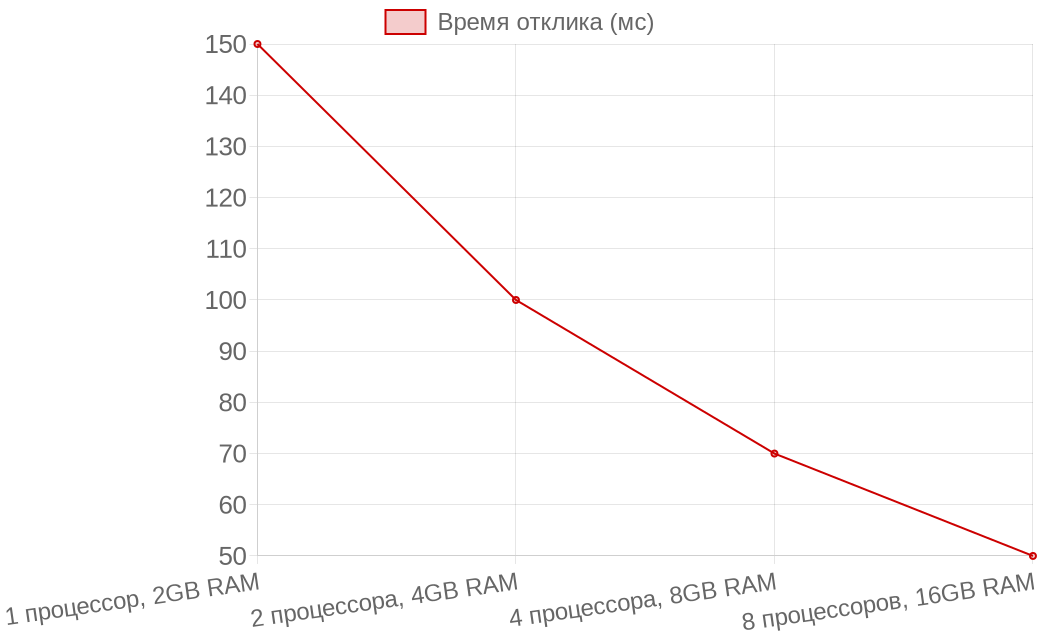 Время отклика (мс)
150
140
130
120
110
100
90
80
70
60
50
1 процессор, 2GB RAM
2 процессора, 4GB RAM
4 процессора, 8GB RAM
8 процессоров, 16GB RAM